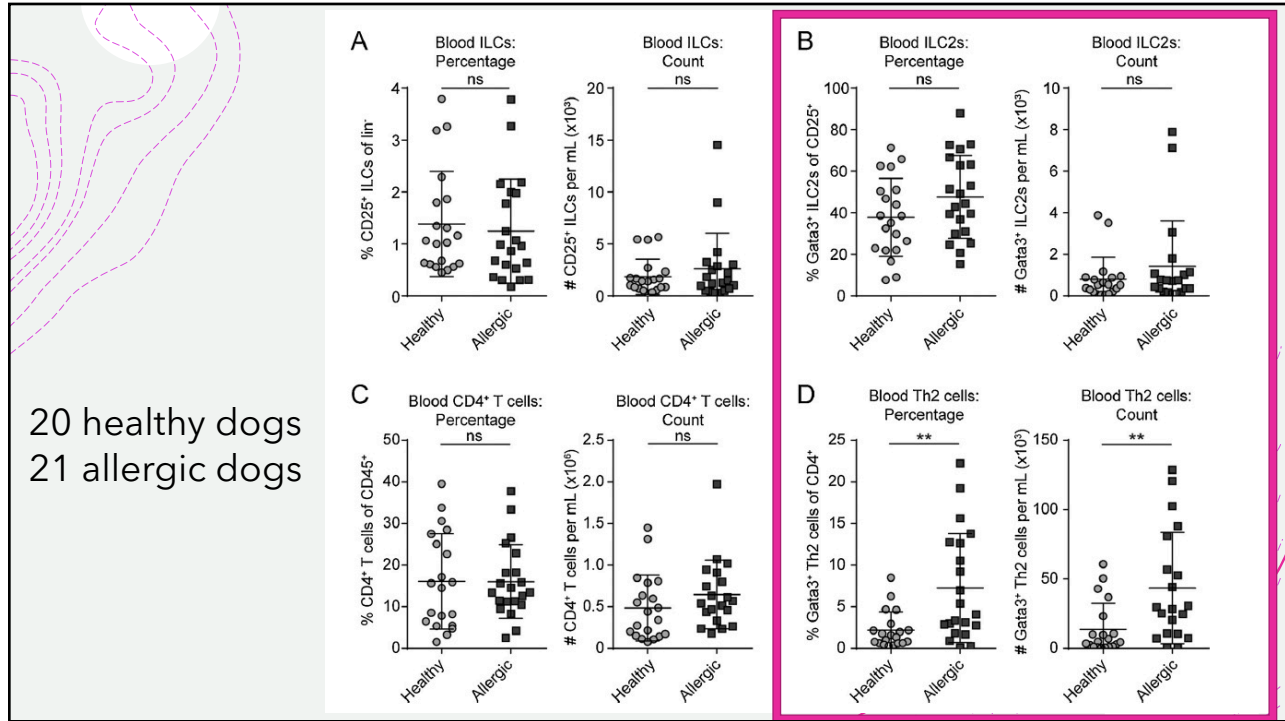 20 healthy dogs
21 allergic dogs
A
Blood ILCs:
Percentage
ns
% CD25⁺ ILCs of lin⁻
4
3
2
1
0
Healthy
Allergic
Blood ILCs:
Count
ns
# CD25⁺ ILCs per mL (x10³)
20
15
10
5
0
Healthy
Allergic
B
Blood ILC2s:
Percentage
ns
% Gata3⁺ ILC2s of CD25⁺
100
80
60
40
20
0
Healthy
Allergic
Blood ILC2s:
Count
ns
# Gata3⁺ ILC2s per mL (x10³)
10
8
6
4
2
0
Healthy
Allergic
C
Blood CD4⁺ T cells:
Percentage
ns
% CD4⁺ T cells of CD45⁺
50
40
30
20
10
0
Healthy
Allergic
Blood CD4⁺ T cells:
Count
ns
# CD4⁺ T cells per mL (x10⁶)
2.5
2.0
1.5
1.0
0.5
0
Healthy
Allergic
D
Blood Th2 cells:
Percentage
**
% Gata3⁺ Th2 cells of CD4⁺
25
20
15
10
5
0
Healthy
Allergic
Blood Th2 cells:
Count
**
# Gata3⁺ Th2 cells per mL (x10³)
150
100
50
0
Healthy
Allergic